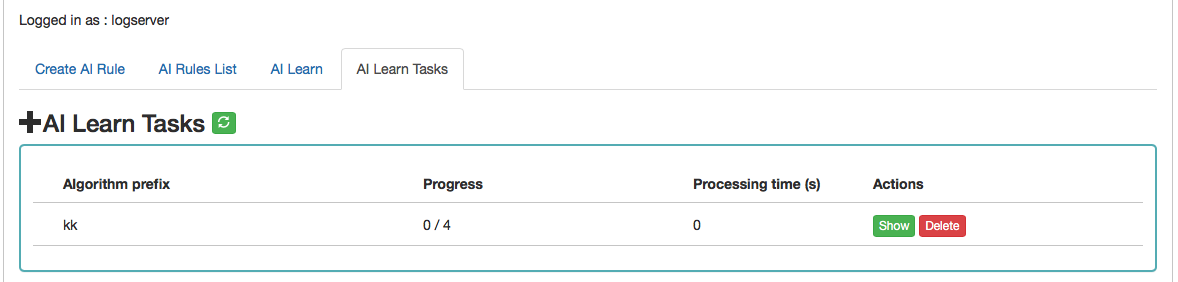 Logged in as : logserver
Create AI Rule AI Rules List AI Learn AI Learn Tasks
AI Learn Tasks
Algorithm prefix Progress Processing time (s) Actions
kk 0 / 4 0 Show Delete